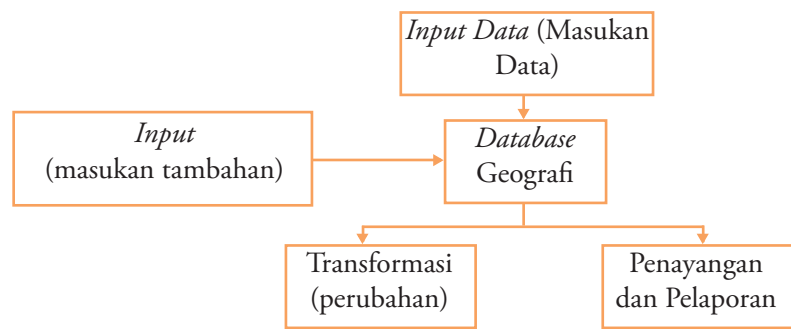 Input Data (Masukan
Data)
Input
(masukan tambahan)
Database
Geografi
Transformasi
(perubahan)
Penayangan
dan Pelaporan